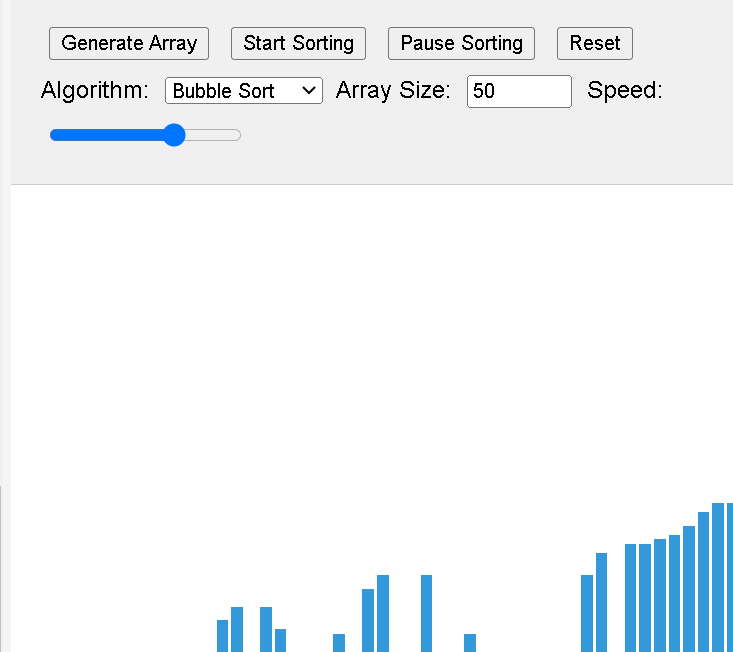 Generate Array Start Sorting Pause Sorting Reset
Algorithm: Bubble Sort Array Size: 50 Speed: